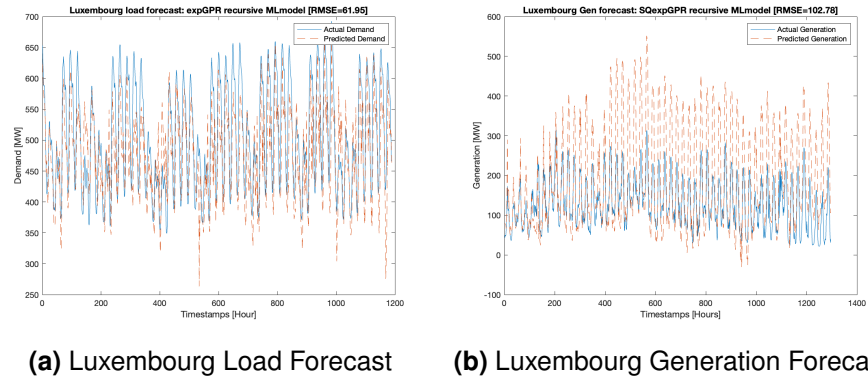 Luxembourg load forecast: expGPR recursive MLmodel [RMSE=61.95]
Actual Demand
Predicted Demand
700
650
600
550
500
450
400
350
300
250
Demand [MW]
0 200 400 600 800 1000 1200
Timestamps [Hour]
(a) Luxembourg Load Forecast
Luxembourg Gen forecast: SQexpGPR recursive MLmodel [RMSE=102.78]
Actual Generation
Predicted Generation
600
500
400
300
200
100
0
-100
Generation [MW]
0 200 400 600 800 1000 1200 1400
Timestamps [Hours]
(b) Luxembourg Generation Foreca